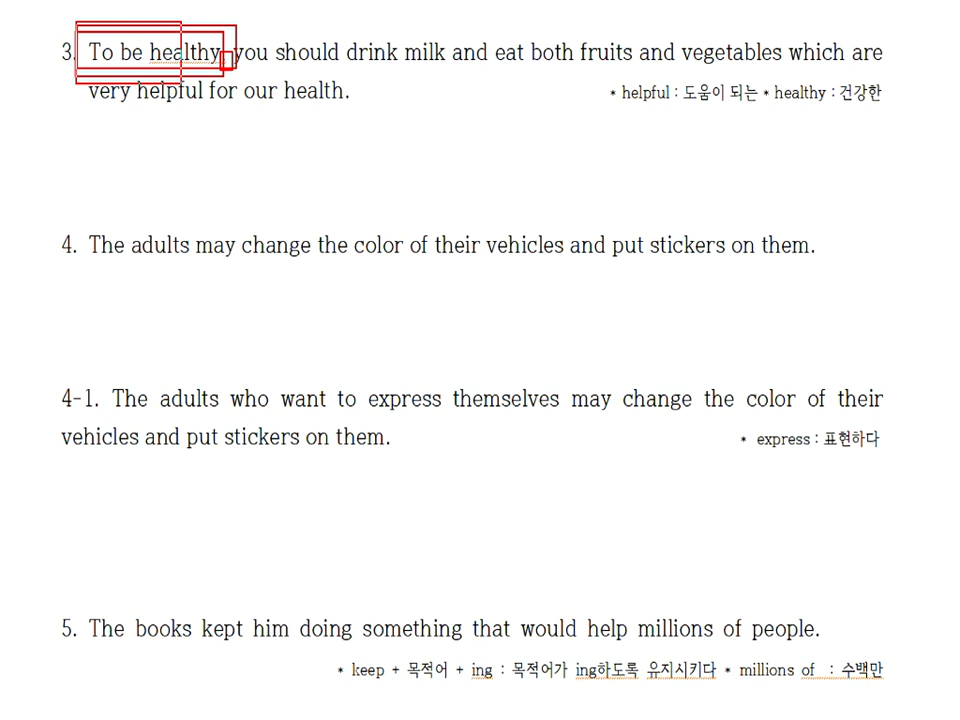 3. To be healthy, you should drink milk and eat both fruits and vegetables which are
very helpful for our health. * helpful : 도움이 되는 * healthy : 건강한
4. The adults may change the color of their vehicles and put stickers on them.
4-1. The adults who want to express themselves may change the color of their
vehicles and put stickers on them. * express : 표현하다
5. The books kept him doing something that would help millions of people.
* keep + 목적어 + ing : 목적어가 ing하도록 유지시키다 * millions of : 수백만